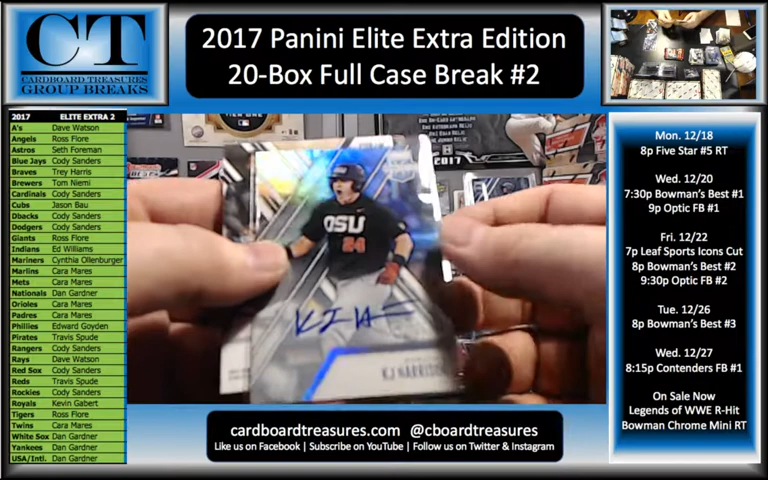 CT
CARDBOARD TREASURES
GROUP BREAKS
2017 Panini Elite Extra Edition
20-Box Full Case Break #2
2017 ELITE EXTRA 2
A's Dave Watson
Angels Ross Flore
Astros Seth Foreman
Blue Jays Cody Sanders
Braves Trey Harris
Brewers Tom Niemi
Cardinals Cody Sanders
Cubs Jason Bau
Dbacks Cody Sanders
Dodgers Cody Sanders
Giants Ross Flore
Indians Ed Williams
Mariners Cynthia Ollenburger
Marlins Cara Mares
Mets Cara Mares
Nationals Dan Gardner
Orioles Cara Mares
Padres Cara Mares
Phillies Edward Goyden
Pirates Travis Spude
Rangers Cody Sanders
Rays Dave Watson
Red Sox Cody Sanders
Reds Travis Spude
Rockies Cody Sanders
Royals Kevin Gabert
Tigers Ross Flore
Twins Cara Mares
White Sox Dan Gardner
Yankees Dan Gardner
USA/Intl. Dan Gardner
2017
OSU
24
KJ HARRISON
Mon. 12/18
8p Five Star #5 RT
Wed. 12/20
7:30p Bowman's Best #1
9p Optic FB #1
Fri. 12/22
7p Leaf Sports Icons Cut
8p Bowman's Best #2
9:30p Optic FB #2
Tue. 12/26
8p Bowman's Best #3
Wed. 12/27
8:15p Contenders FB #1
On Sale Now
Legends of WWE R-Hit
Bowman Chrome Mini RT
cardboardtreasures.com @cboardtreasures
Like us on Facebook | Subscribe on YouTube | Follow us on Twitter & Instagram